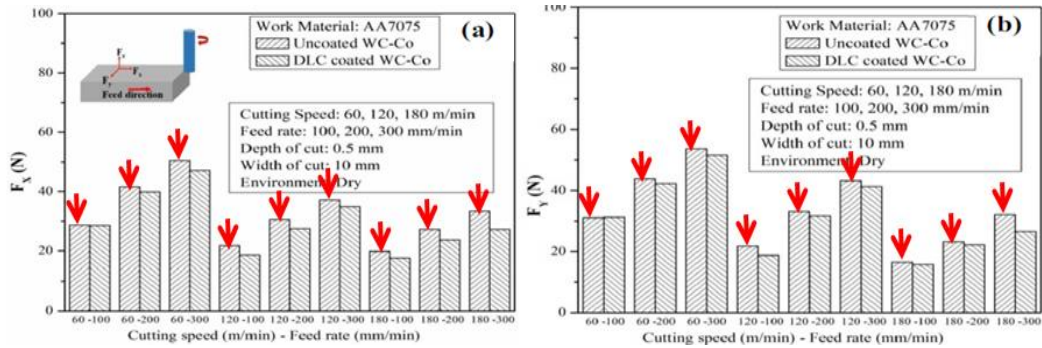 (a)
Work Material: AA7075
Uncoated WC-Co
DLC coated WC-Co
Fz
Fx
Fy
Feed direction
Cutting Speed: 60, 120, 180 m/min
Feed rate: 100, 200, 300 mm/min
Depth of cut: 0.5 mm
Width of cut: 10 mm
Environment: Dry
FX (N)
100
80
60
40
20
0
60 -100
60 -200
60 -300
120 -100
120 -200
120 -300
180 -100
180 -200
180 -300
Cutting speed (m/min) - Feed rate (mm/min)
(b)
Work Material: AA7075
Uncoated WC-Co
DLC coated WC-Co
Cutting Speed: 60, 120, 180 m/min
Feed rate: 100, 200, 300 mm/min
Depth of cut: 0.5 mm
Width of cut: 10 mm
Environment: Dry
FY (N)
100
80
60
40
20
0
60 -100
60 -200
60 -300
120 -100
120 -200
120 -300
180 -100
180 -200
180 -300
Cutting speed (m/min) - Feed rate (mm/min)